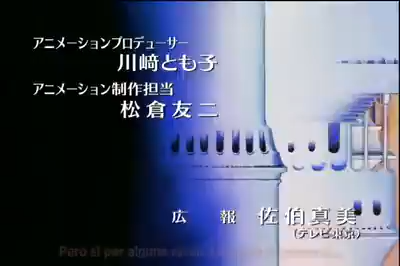 アニメーションプロデューサー
川﨑とも子
アニメーション制作担当
松倉友二
広 報 佐伯真美
(テレビ東京)
Pero si por alguna